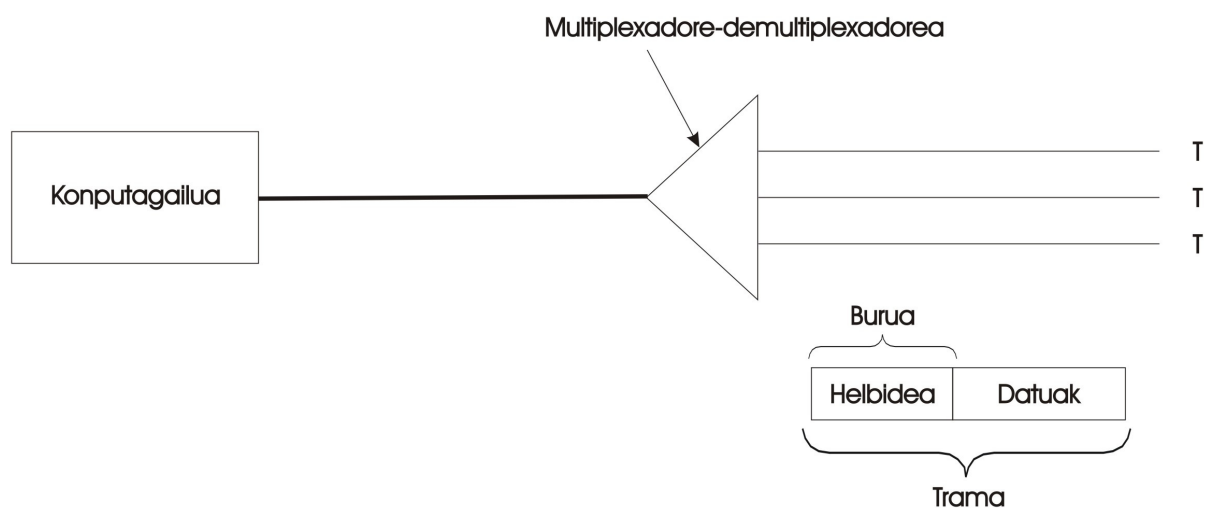 Multiplexadore-demultiplexadorea
Konputagailua
T
T
T
Burua
Helbidea
Datuak
Trama